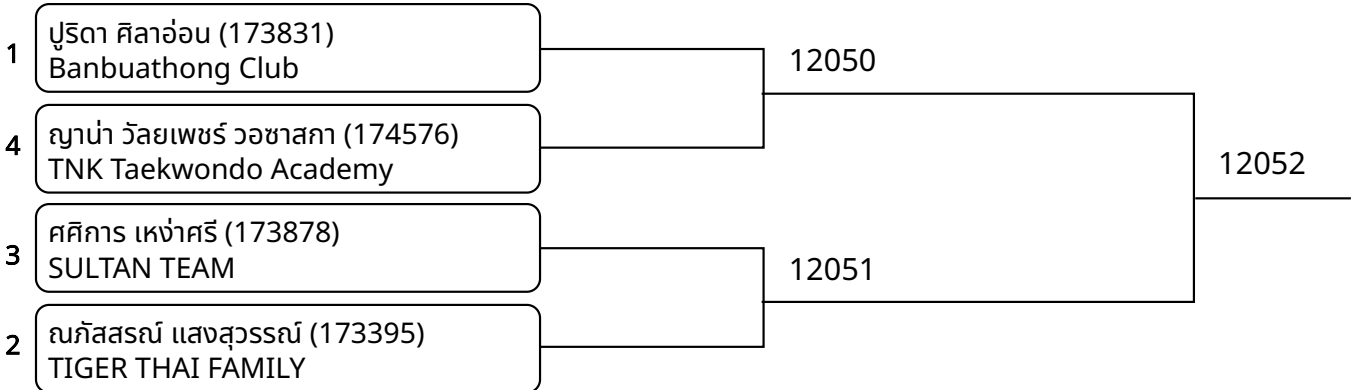 1
ปูริดา ศิลาอ่อน (173831)
Banbuathong Club
12050
4
ญาน่า วัลยเพชร์ วอซาสกา (174576)
TNK Taekwondo Academy
12052
3
ศศิการ เหง่าศรี (173878)
SULTAN TEAM
12051
2
ณภัสสรณ์ แสงสุวรรณ์ (173395)
TIGER THAI FAMILY